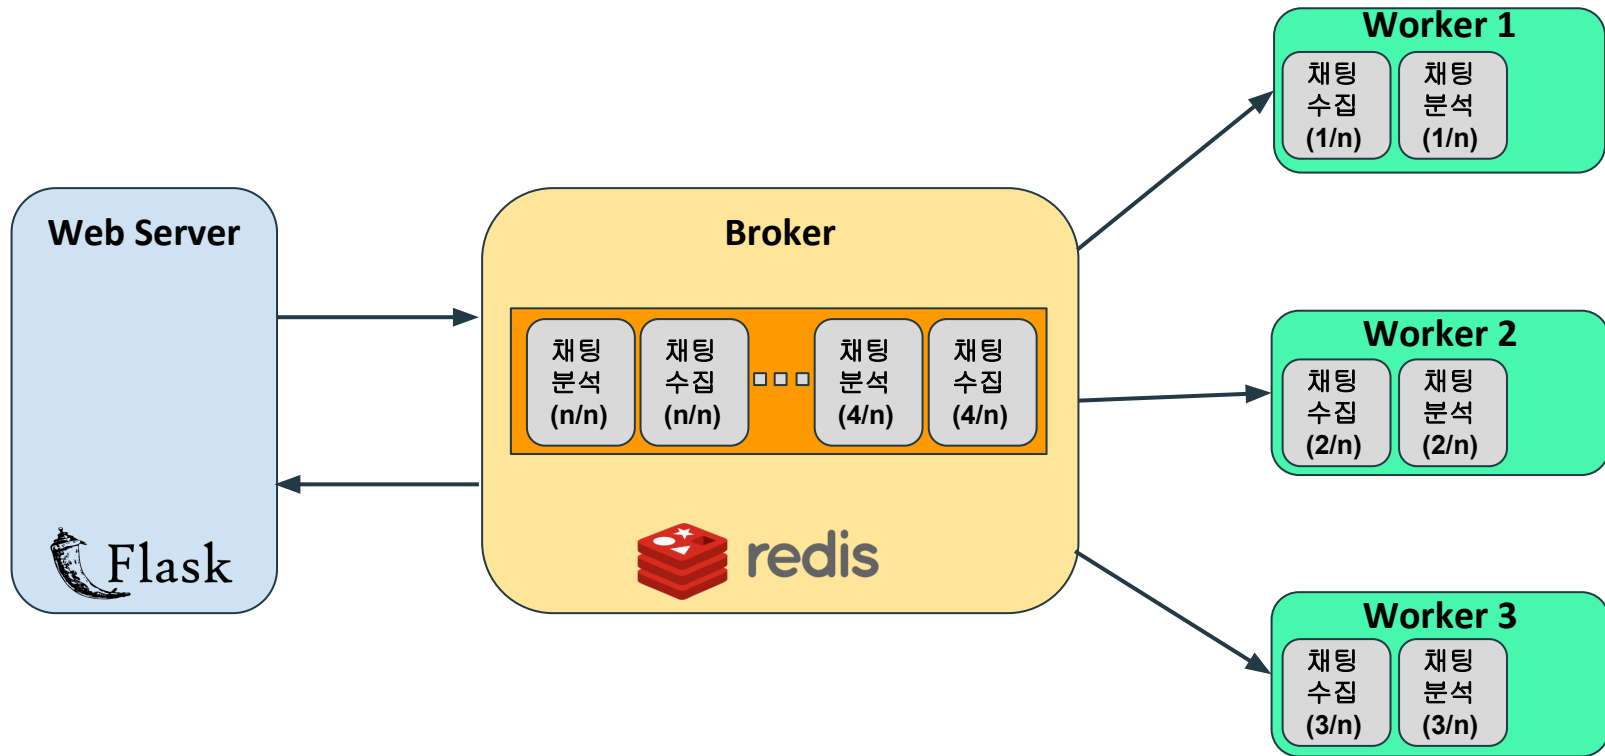 Web Server
Flask
Broker
채팅
분석
(n/n)
채팅
수집
(n/n)
채팅
분석
(4/n)
채팅
수집
(4/n)
redis
Worker 1
채팅
수집
(1/n)
채팅
분석
(1/n)
Worker 2
채팅
수집
(2/n)
채팅
분석
(2/n)
Worker 3
채팅
수집
(3/n)
채팅
분석
(3/n)